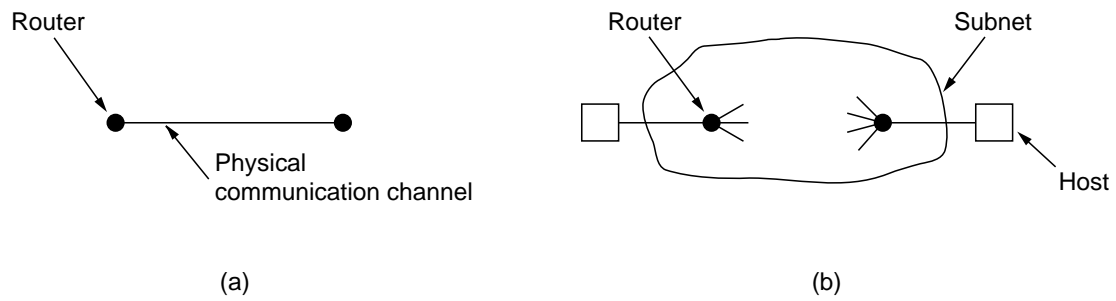 Router
Physical
communication channel
(a)
Router
Subnet
Host
(b)